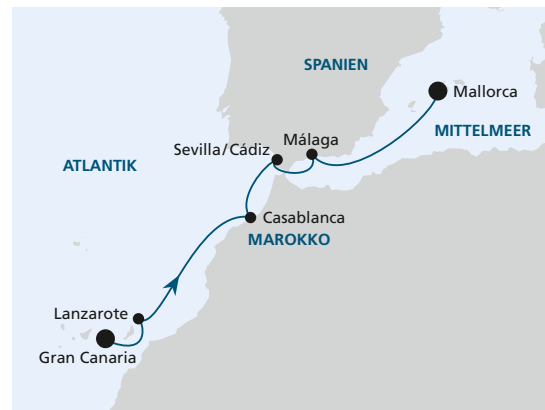 SPANIEN
Mallorca
Málaga
MITTELMEER
Sevilla/Cádiz
ATLANTIK
Casablanca
MAROKKO
Lanzarote
Gran Canaria